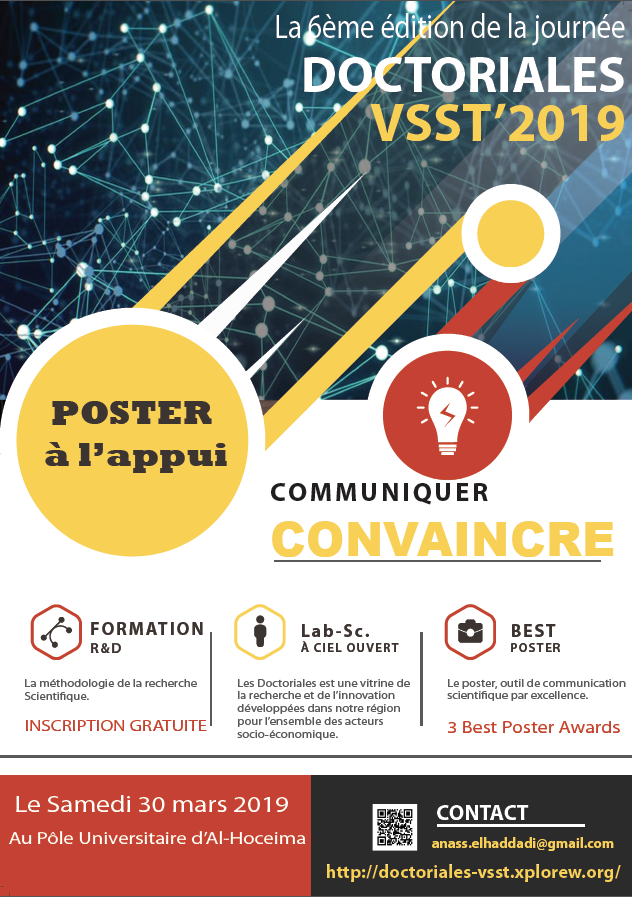 La 6ème édition de la journée
DOCTORIALES
VSST’2019
POSTER
à l’appui
COMMUNIQUER
CONVAINCRE
FORMATION
R&D
La méthodologie de la recherche
Scientifique.
INSCRIPTION GRATUITE
Lab-Sc.
À CIEL OUVERT
Les Doctoriales est une vitrine de
la recherche et de l’innovation
développées dans notre région
pour l’ensemble des acteurs
socio-économique.
BEST
POSTER
Le poster, outil de communication
scientifique par excellence.
3 Best Poster Awards
Le Samedi 30 mars 2019
Au Pôle Universitaire d’Al-Hoceima
CONTACT
anass.elhaddadi@gmail.com
http://doctoriales-vsst.xplorew.org/